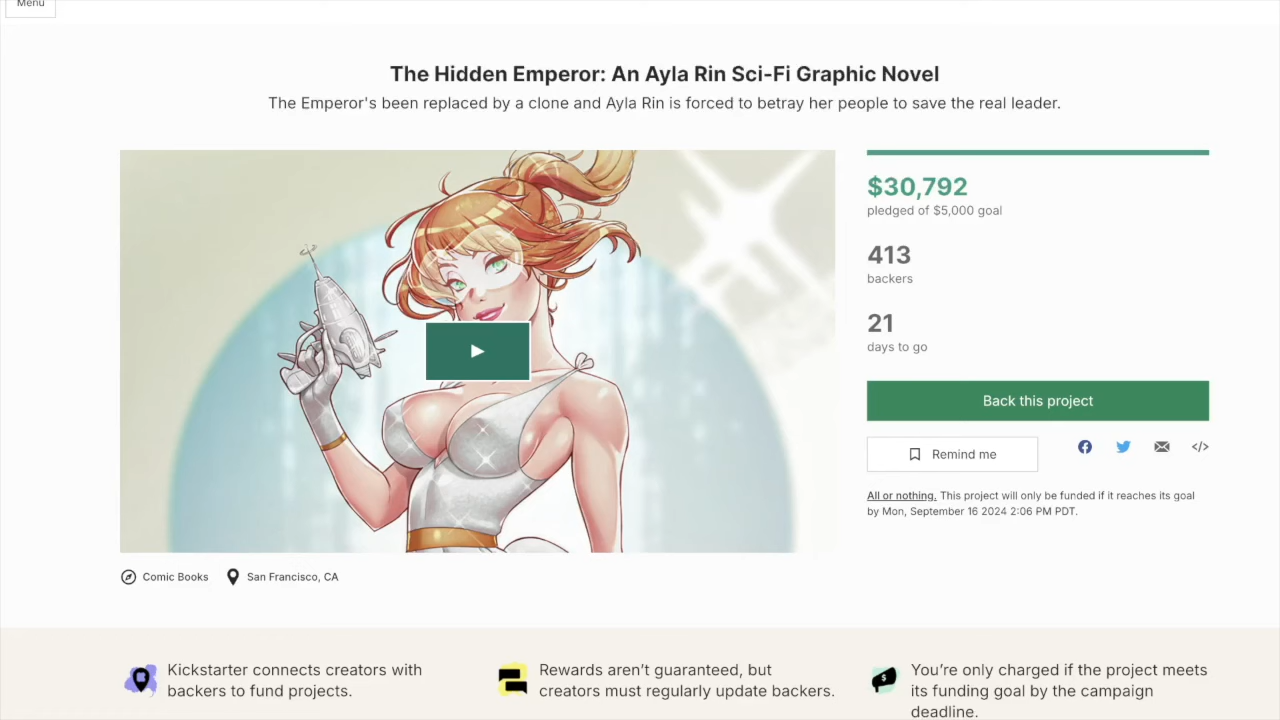 Menu
The Hidden Emperor: An Ayla Rin Sci-Fi Graphic Novel
The Emperor's been replaced by a clone and Ayla Rin is forced to betray her people to save the real leader.
$30,792
pledged of $5,000 goal
413
backers
21
days to go
Back this project
Remind me
All or nothing. This project will only be funded if it reaches its goal
by Mon, September 16 2024 2:06 PM PDT.
Comic Books
San Francisco, CA
Kickstarter connects creators with
backers to fund projects.
Rewards aren’t guaranteed, but
creators must regularly update backers.
You’re only charged if the project meets
its funding goal by the campaign
deadline.